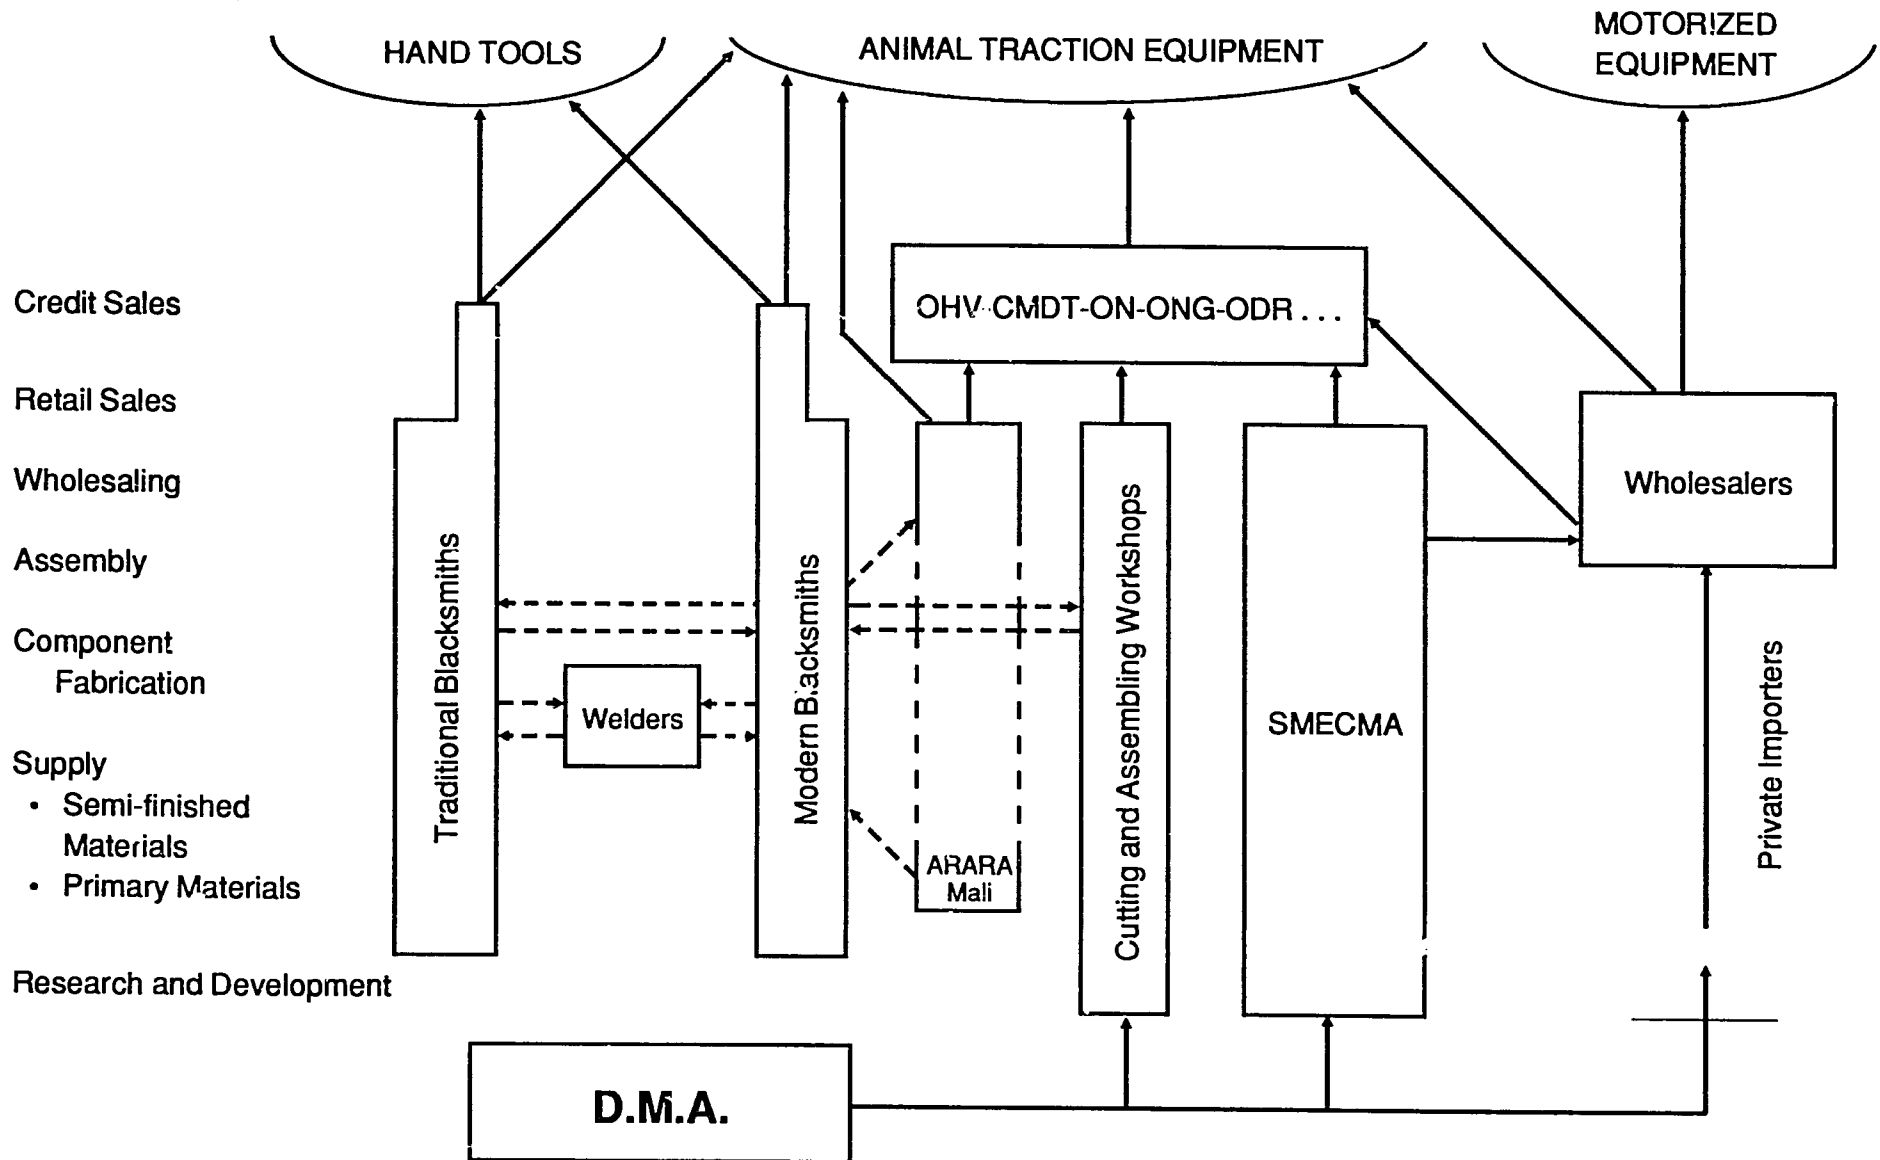 HAND TOOLS
ANIMAL TRACTION EQUIPMENT
MOTORIZED
EQUIPMENT
Credit Sales
OHV-CMDT-ON-ONG-ODR . . .
Retail Sales
Wholesaling
Wholesalers
Assembly
Component
Fabrication
Supply
• Semi-finished
Materials
• Primary Materials
Research and Development
Traditional Blacksmiths
Welders
Modern Blacksmiths
ARARA
Mali
Cutting and Assembling Workshops
SMECMA
Private Importers
D.M.A.